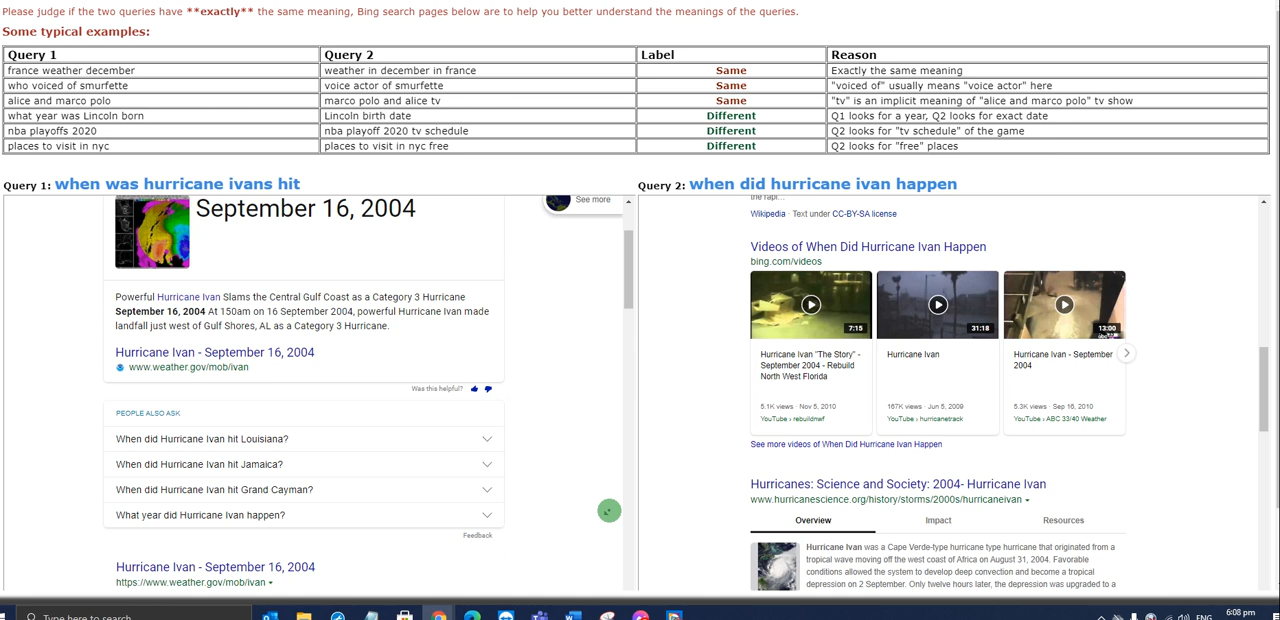 Please judge if the two queries have **exactly** the same meaning, Bing search pages below are to help you better understand the meanings of the queries.
Some typical examples:
Query 1 Query 2 Label Reason
france weather december weather in december in france Same Exactly the same meaning
who voiced of smurfette voice actor of smurfette Same "voiced of" usually means "voice actor" here
alice and marco polo marco polo and alice tv Same "tv" is an implicit meaning of "alice and marco polo" tv show
what year was Lincoln born Lincoln birth date Different Q1 looks for a year, Q2 looks for exact date
nba playoffs 2020 nba playoff 2020 tv schedule Different Q2 looks for "tv schedule" of the game
places to visit in nyc places to visit in nyc free Different Q2 looks for "free" places
Query 1: when was hurricane ivans hit
September 16, 2004
See more
Powerful Hurricane Ivan Slams the Central Gulf Coast as a Category 3 Hurricane
September 16, 2004 At 150am on 16 September 2004, powerful Hurricane Ivan made
landfall just west of Gulf Shores, AL as a Category 3 Hurricane.
Hurricane Ivan - September 16, 2004
www.weather.gov/mob/ivan
Was this helpful?
PEOPLE ALSO ASK
When did Hurricane Ivan hit Louisiana?
When did Hurricane Ivan hit Jamaica?
When did Hurricane Ivan hit Grand Cayman?
What year did Hurricane Ivan happen?
Feedback
Hurricane Ivan - September 16, 2004
https://www.weather.gov/mob/ivan
Query 2: when did hurricane ivan happen
the rapi...
Wikipedia · Text under CC-BY-SA license
Videos of When Did Hurricane Ivan Happen
bing.com/videos
7:15
31:18
13:00
Hurricane Ivan "The Story" -
September 2004 - Rebuild
North West Florida
5.1K views · Nov 5, 2010
YouTube › rebuildnwf
Hurricane Ivan
167K views · Jun 5, 2009
YouTube › hurricanetrack
Hurricane Ivan - September
2004
5.3K views · Sep 16, 2010
YouTube › ABC 33/40 Weather
See more videos of When Did Hurricane Ivan Happen
Hurricanes: Science and Society: 2004- Hurricane Ivan
www.hurricanescience.org/history/storms/2000s/hurricaneivan
Overview Impact Resources
Hurricane Ivan was a Cape Verde-type hurricane type hurricane that originated from a
tropical wave moving off the west coast of Africa on August 31, 2004. Favorable
conditions allowed the system to develop deep convection and become a tropical
depression on 2 September. Only twelve hours later, the depression was upgraded to a
Type here to search
ENG
6:08 pm